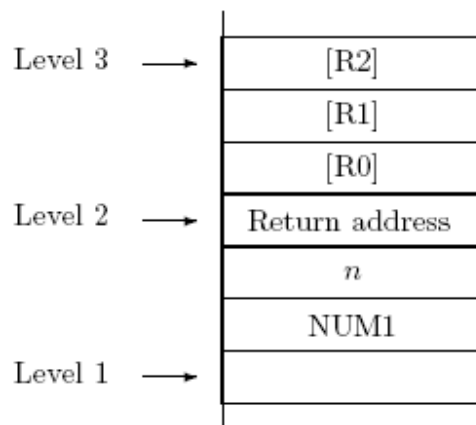 Level 3 [R2]
[R1]
[R0]
Level 2 Return address
n
NUM1
Level 1